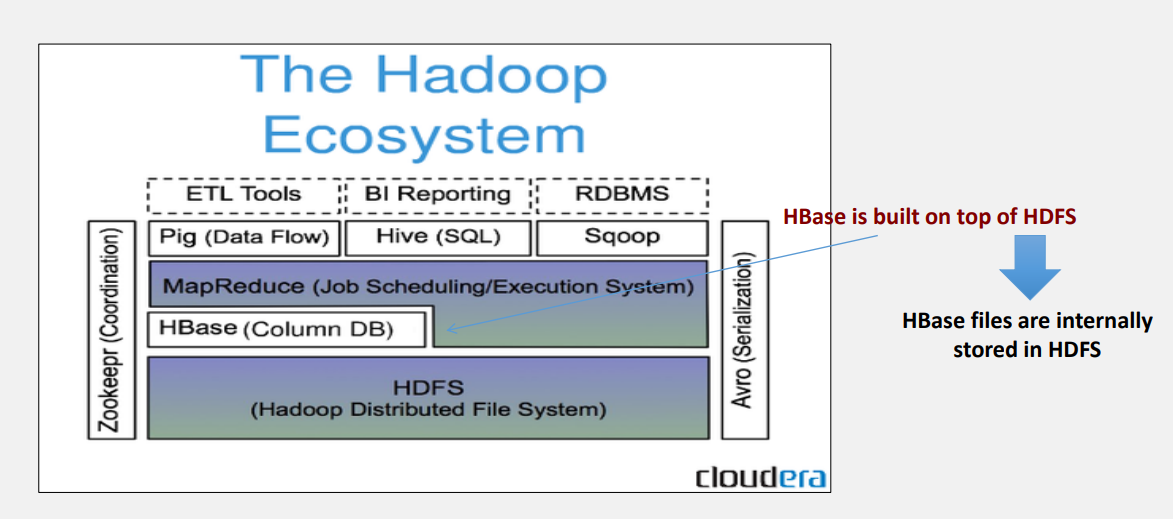 The Hadoop
Ecosystem
ETL Tools
BI Reporting
RDBMS
Pig (Data Flow)
Hive (SQL)
Sqoop
MapReduce (Job Scheduling/Execution System)
HBase (Column DB)
HDFS
(Hadoop Distributed File System)
Zookeepr (Coordination)
Avro (Serialization)
cloudera
HBase is built on top of HDFS
HBase files are internally
stored in HDFS